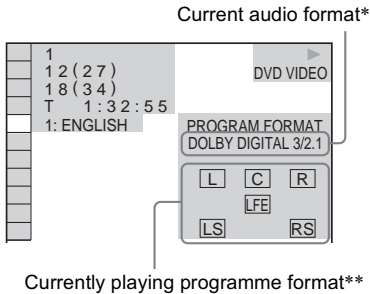 Current audio format*
1
12(27)
18(34)
T 1:32:55
1: ENGLISH
DVD VIDEO
PROGRAM FORMAT
DOLBY DIGITAL 3/2.1
L C R
LFE
LS RS
Currently playing programme format**